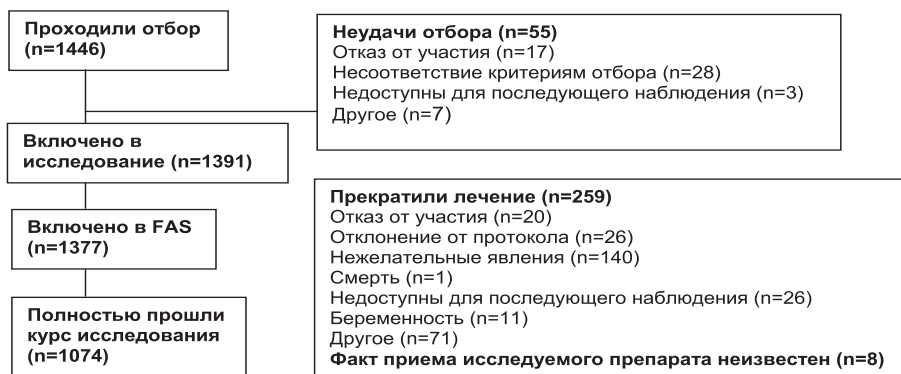 Проходили отбор
(n=1446)
Неудачи отбора (n=55)
Отказ от участия (n=17)
Несоответствие критериям отбора (n=28)
Недоступны для последующего наблюдения (n=3)
Другое (n=7)
Включено в
исследование (n=1391)
Включено в FAS
(n=1377)
Прекратили лечение (n=259)
Отказ от участия (n=20)
Отклонение от протокола (n=26)
Нежелательные явления (n=140)
Смерть (n=1)
Недоступны для последующего наблюдения (n=26)
Беременность (n=11)
Другое (n=71)
Факт приема исследуемого препарата неизвестен (n=8)
Полностью прошли
курс исследования
(n=1074)